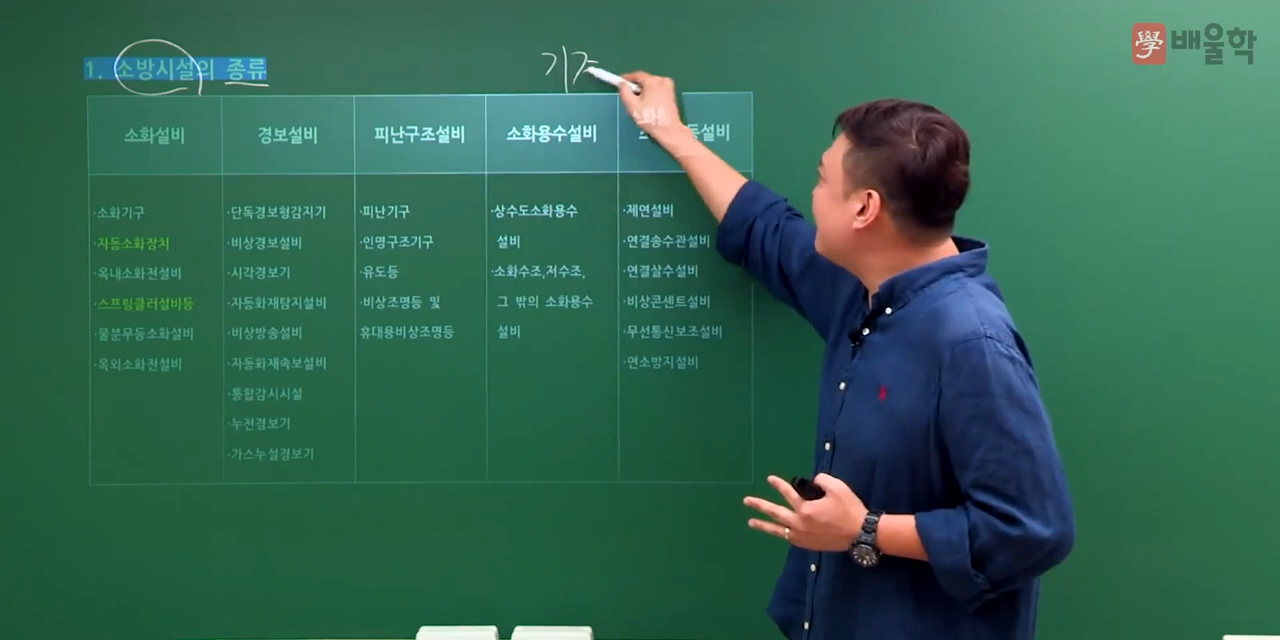 學 배울학
1. 소방시설의 종류
소화설비
·소화기구
·자동소화장치
·옥내소화전설비
·스프링클러설비등
·물분무등소화설비
·옥외소화전설비
경보설비
·단독경보형감지기
·비상경보설비
·시각경보기
·자동화재탐지설비
·비상방송설비
·자동화재속보설비
·통합감시시설
·누전경보기
·가스누설경보기
피난구조설비
·피난기구
·인명구조기구
·유도등
·비상조명등 및
휴대용비상조명등
소화용수설비
·상수도소화용수
설비
·소화수조,저수조,
그 밖의 소화용수
설비
설비
·제연설비
·연결송수관설비
·연결살수설비
·비상콘센트설비
·무선통신보조설비
·연소방지설비